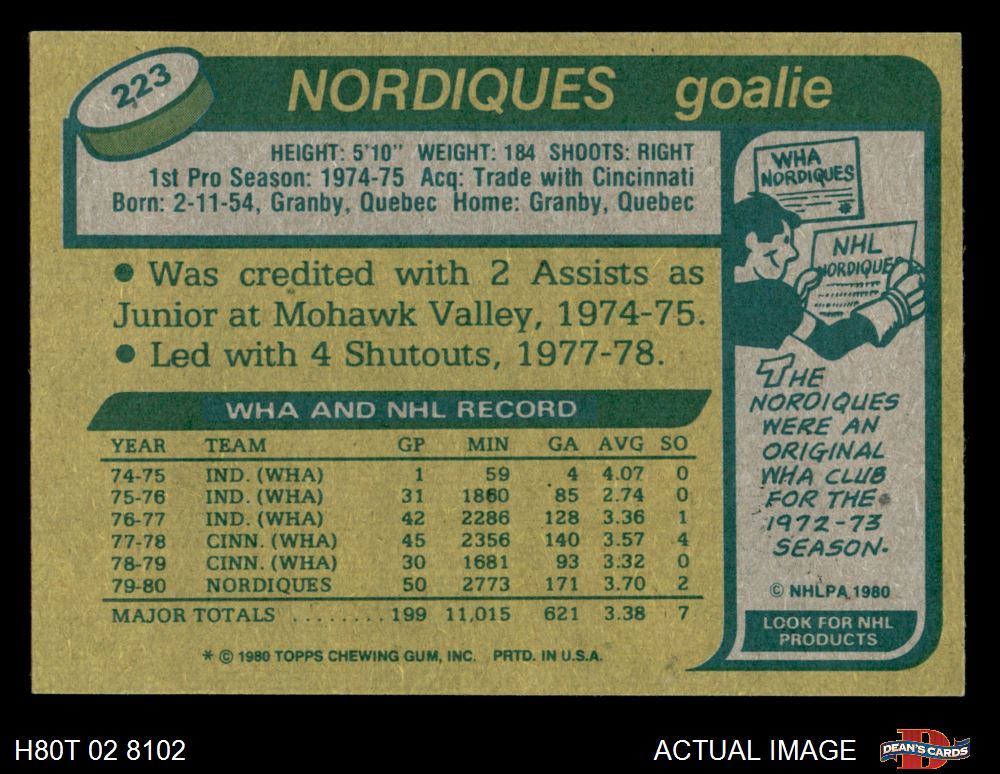 223
NORDIQUES goalie
HEIGHT: 5'10" WEIGHT: 184 SHOOTS: RIGHT
1st Pro Season: 1974-75 Acq: Trade with Cincinnati
Born: 2-11-54, Granby, Quebec Home: Granby, Quebec
• Was credited with 2 Assists as
Junior at Mohawk Valley, 1974-75.
• Led with 4 Shutouts, 1977-78.
WHA AND NHL RECORD
YEAR TEAM GP MIN GA AVG SO
74-75 IND. (WHA) 1 59 4 4.07 0
75-76 IND. (WHA) 31 1860 85 2.74 0
76-77 IND. (WHA) 42 2286 128 3.36 1
77-78 CINN. (WHA) 45 2356 140 3.57 4
78-79 CINN. (WHA) 30 1681 93 3.32 0
79-80 NORDIQUES 50 2773 171 3.70 2
MAJOR TOTALS ........ 199 11,015 621 3.38 7
* © 1980 TOPPS CHEWING GUM, INC. PRTD. IN U.S.A.
WHA
NORDIQUES
NHL
NORDIQUE
THE
NORDIQUES
WERE AN
ORIGINAL
WHA CLUB
FOR THE
1972-73
SEASON.
© NHLPA 1980
LOOK FOR NHL
PRODUCTS
H80T 02 8102
ACTUAL IMAGE
D
DEAN'S CARDS